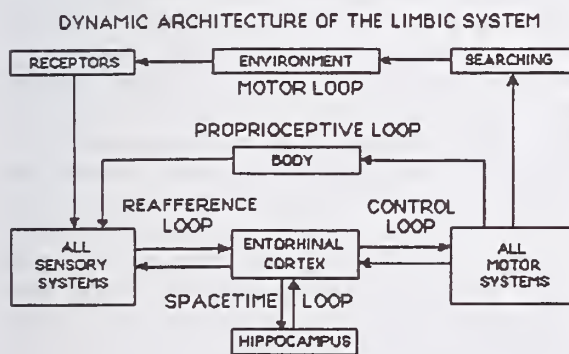 DYNAMIC ARCHITECTURE OF THE LIMBIC SYSTEM
RECEPTORS
ENVIRONMENT
SEARCHING
MOTOR LOOP
PROPRIOCEPTIVE LOOP
BODY
REAFFERENCE
LOOP
CONTROL
LOOP
ALL
SENSORY
SYSTEMS
ENTORHINAL
CORTEX
ALL
MOTOR
SYSTEMS
SPACETIME LOOP
HIPPOCAMPUS